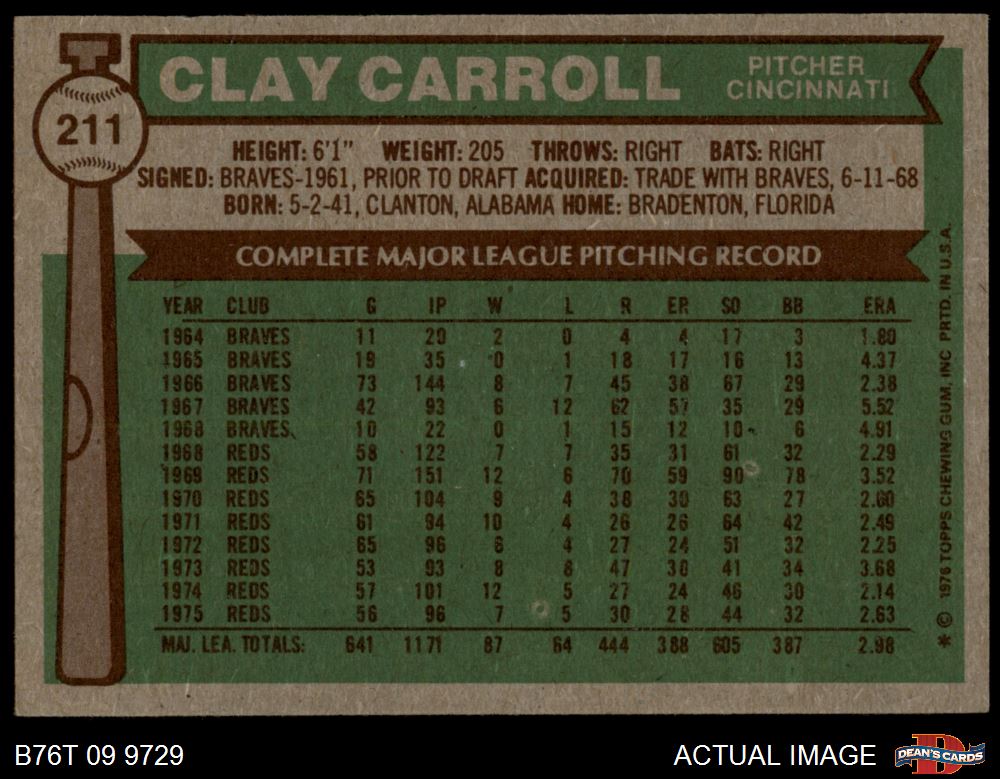 CLAY CARROLL
PITCHER
CINCINNATI
211
HEIGHT: 6'1" WEIGHT: 205 THROWS: RIGHT BATS: RIGHT
SIGNED: BRAVES-1961, PRIOR TO DRAFT ACQUIRED: TRADE WITH BRAVES, 6-11-68
BORN: 5-2-41, CLANTON, ALABAMA HOME: BRADENTON, FLORIDA
COMPLETE MAJOR LEAGUE PITCHING RECORD
YEAR CLUB G IP W L R ER SO BB ERA
1964 BRAVES 11 20 2 0 4 4 17 3 1.80
1965 BRAVES 19 35 0 1 18 17 16 13 4.37
1966 BRAVES 73 144 8 7 45 38 67 29 2.38
1967 BRAVES 42 93 6 12 62 57 35 29 5.52
1968 BRAVES 10 22 0 1 15 12 10 6 4.91
1968 REDS 58 122 7 7 35 31 61 32 2.29
1969 REDS 71 151 12 6 70 59 90 78 3.52
1970 REDS 65 104 9 4 38 30 63 27 2.60
1971 REDS 61 94 10 4 26 26 64 42 2.49
1972 REDS 65 96 6 4 27 24 51 32 2.25
1973 REDS 53 93 8 8 47 38 41 34 3.68
1974 REDS 57 101 12 5 27 24 46 30 2.14
1975 REDS 56 96 7 5 30 28 44 32 2.63
MAJ. LEA. TOTALS: 641 1171 87 64 444 388 605 387 2.98
* © 1976 TOPPS CHEWING GUM, INC PRTD. IN U.S.A.
B76T 09 9729
ACTUAL IMAGE
DEAN'S CARDS